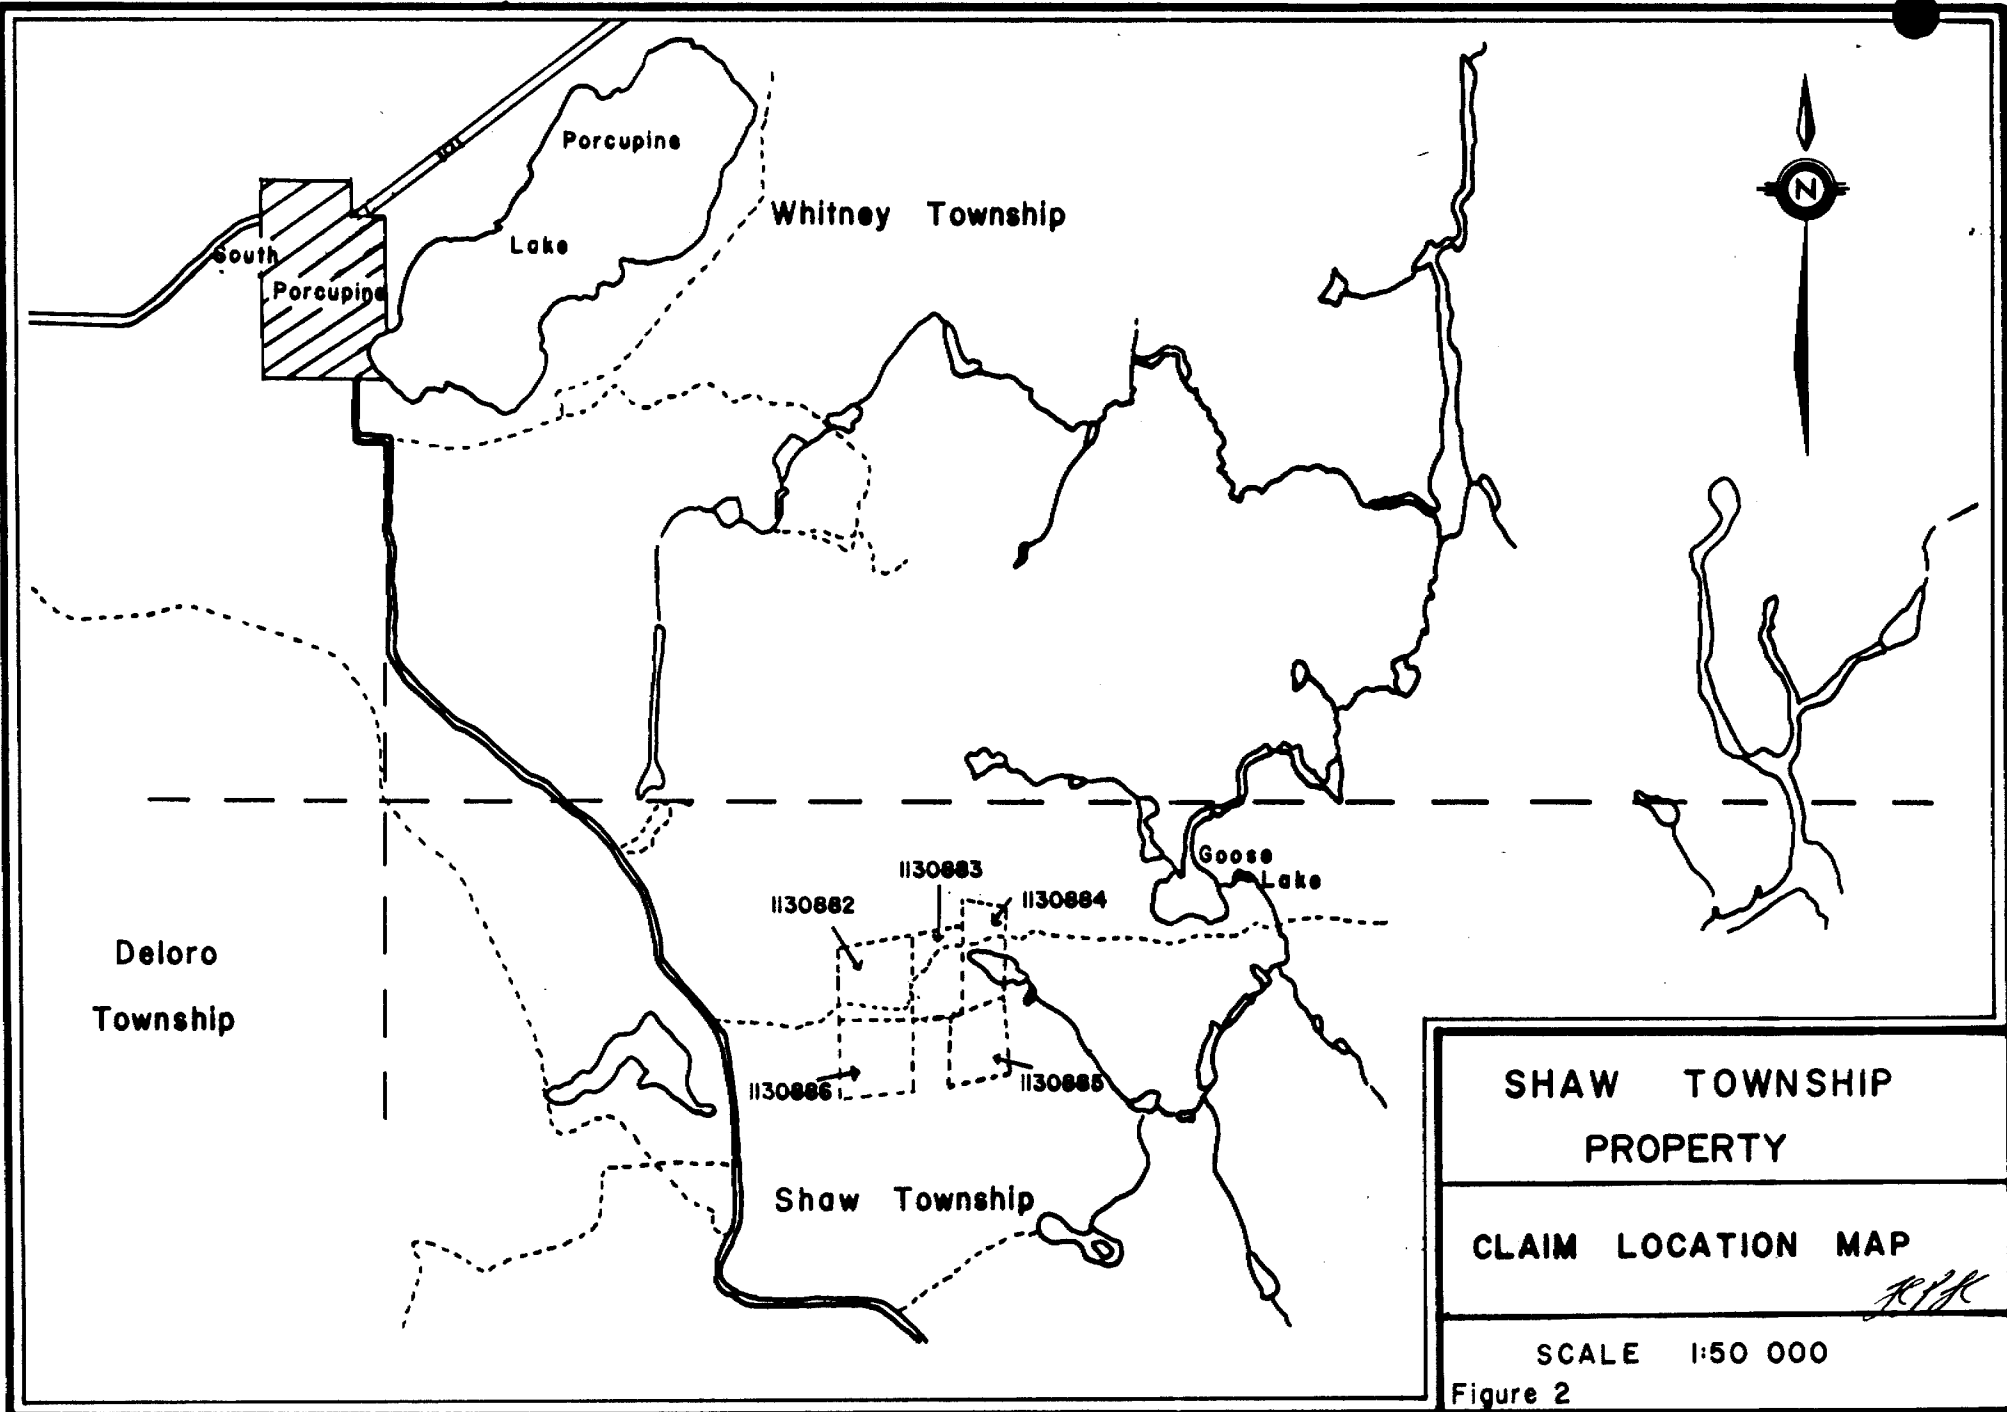 Porcupine
Lake
Whitney Township
N
South
Porcupine
Goose
Lake
1130883
1130882
1130884
Deloro
Township
1130886
1130885
Shaw Township
SHAW TOWNSHIP
PROPERTY
CLAIM LOCATION MAP
SCALE 1:50 000
Figure 2